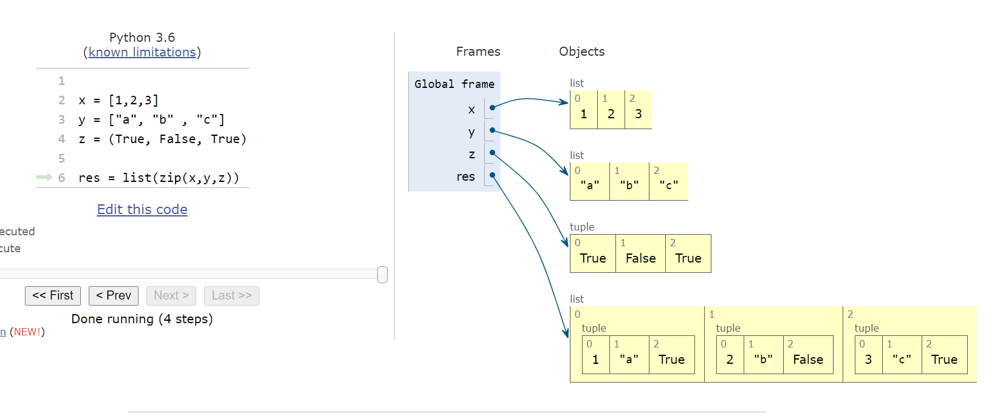 Python 3.6
(known limitations)
1
2 x = [1,2,3]
3 y = ["a", "b" , "c"]
4 z = (True, False, True)
5
6 res = list(zip(x,y,z))
Edit this code
ecuted
cute
<< First < Prev Next > Last >>
Done running (4 steps)
n (NEW!)
Frames Objects
Global frame
x
y
z
res
list
0 1 2
1 2 3
list
0 1 2
"a" "b" "c"
tuple
0 1 2
True False True
list
0 1 2
tuple tuple tuple
0 1 2 0 1 2 0 1 2
1 "a" True 2 "b" False 3 "c" True